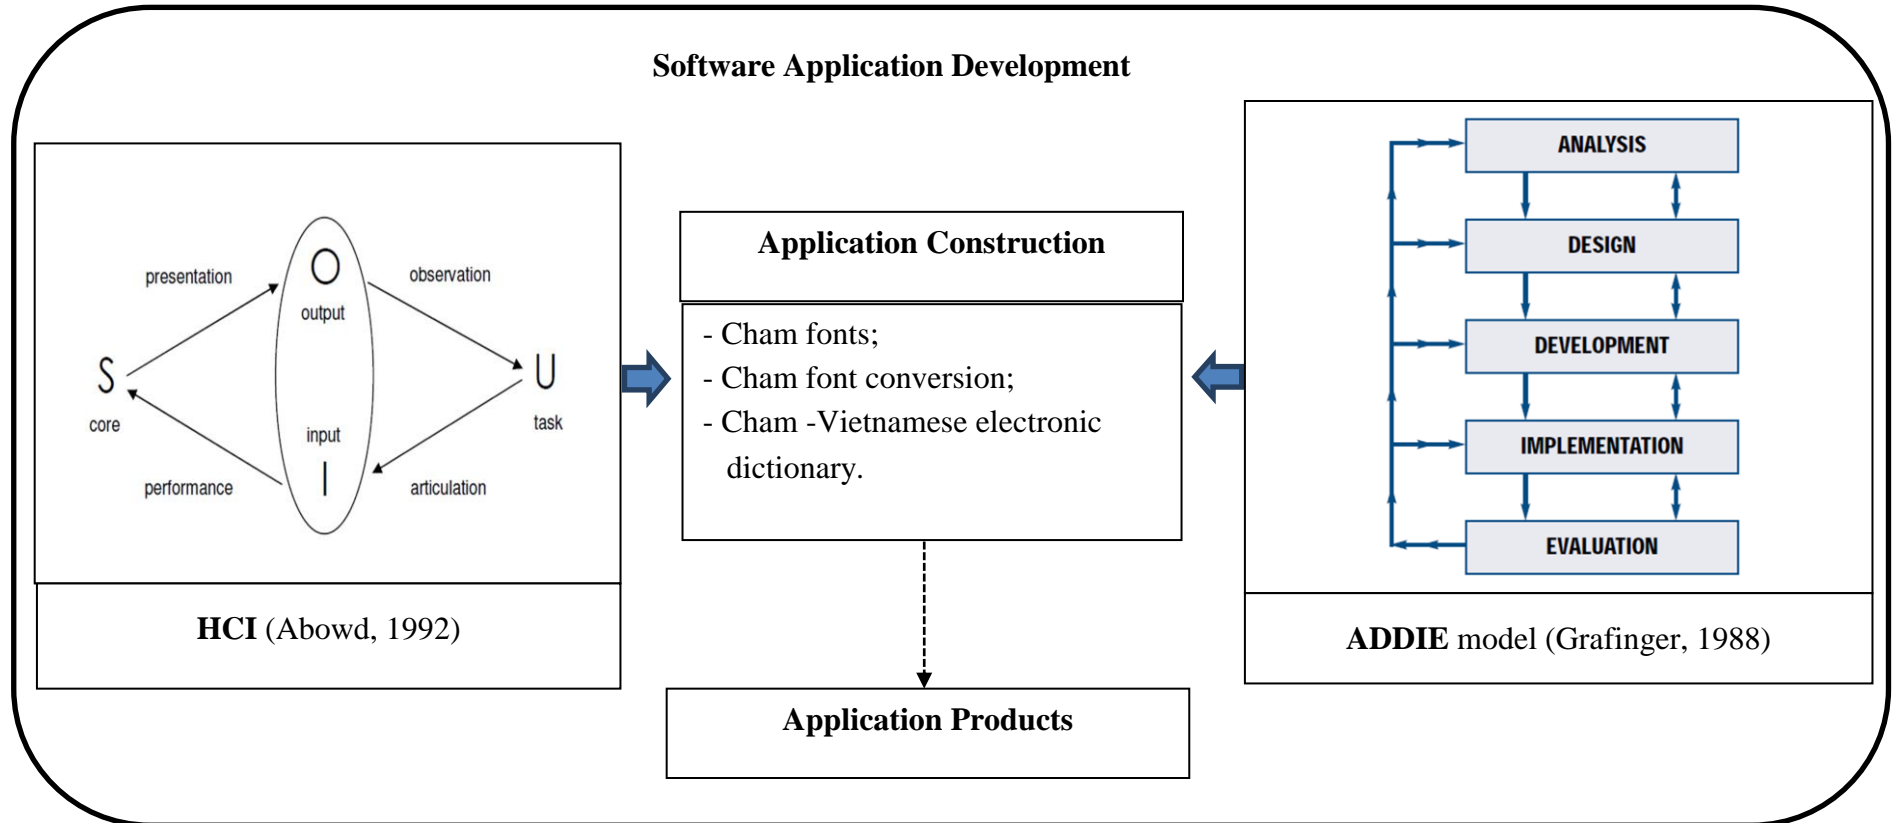 Software Application Development
presentation
O
output
observation
S
core
U
task
input
I
performance
articulation
HCI (Abowd, 1992)
Application Construction
- Cham fonts;
- Cham font conversion;
- Cham -Vietnamese electronic
dictionary.
Application Products
ANALYSIS
DESIGN
DEVELOPMENT
IMPLEMENTATION
EVALUATION
ADDIE model (Grafinger, 1988)